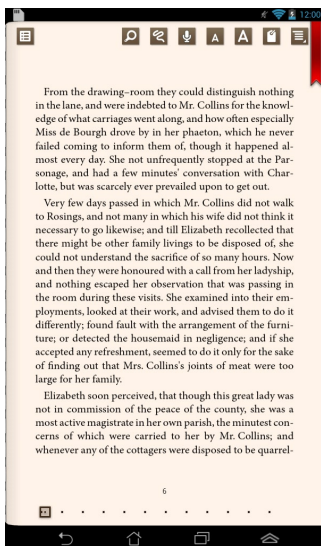 12:00
A
A
From the drawing–room they could distinguish nothing
in the lane, and were indebted to Mr. Collins for the knowl-
edge of what carriages went along, and how often especially
Miss de Bourgh drove by in her phaeton, which he never
failed coming to inform them of, though it happened al-
most every day. She not unfrequently stopped at the Par-
sonage, and had a few minutes' conversation with Char-
lotte, but was scarcely ever prevailed upon to get out.
Very few days passed in which Mr. Collins did not walk
to Rosings, and not many in which his wife did not think it
necessary to go likewise; and till Elizabeth recollected that
there might be other family livings to be disposed of, she
could not understand the sacrifice of so many hours. Now
and then they were honoured with a call from her ladyship,
and nothing escaped her observation that was passing in
the room during these visits. She examined into their em-
ployments, looked at their work, and advised them to do it
differently; found fault with the arrangement of the furni-
ture; or detected the housemaid in negligence; and if she
accepted any refreshment, seemed to do it only for the sake
of finding out that Mrs. Collins's joints of meat were too
large for her family.
Elizabeth soon perceived, that though this great lady was
not in commission of the peace of the county, she was a
most active magistrate in her own parish, the minutest con-
cerns of which were carried to her by Mr. Collins; and
whenever any of the cottagers were disposed to be quarrel-
6